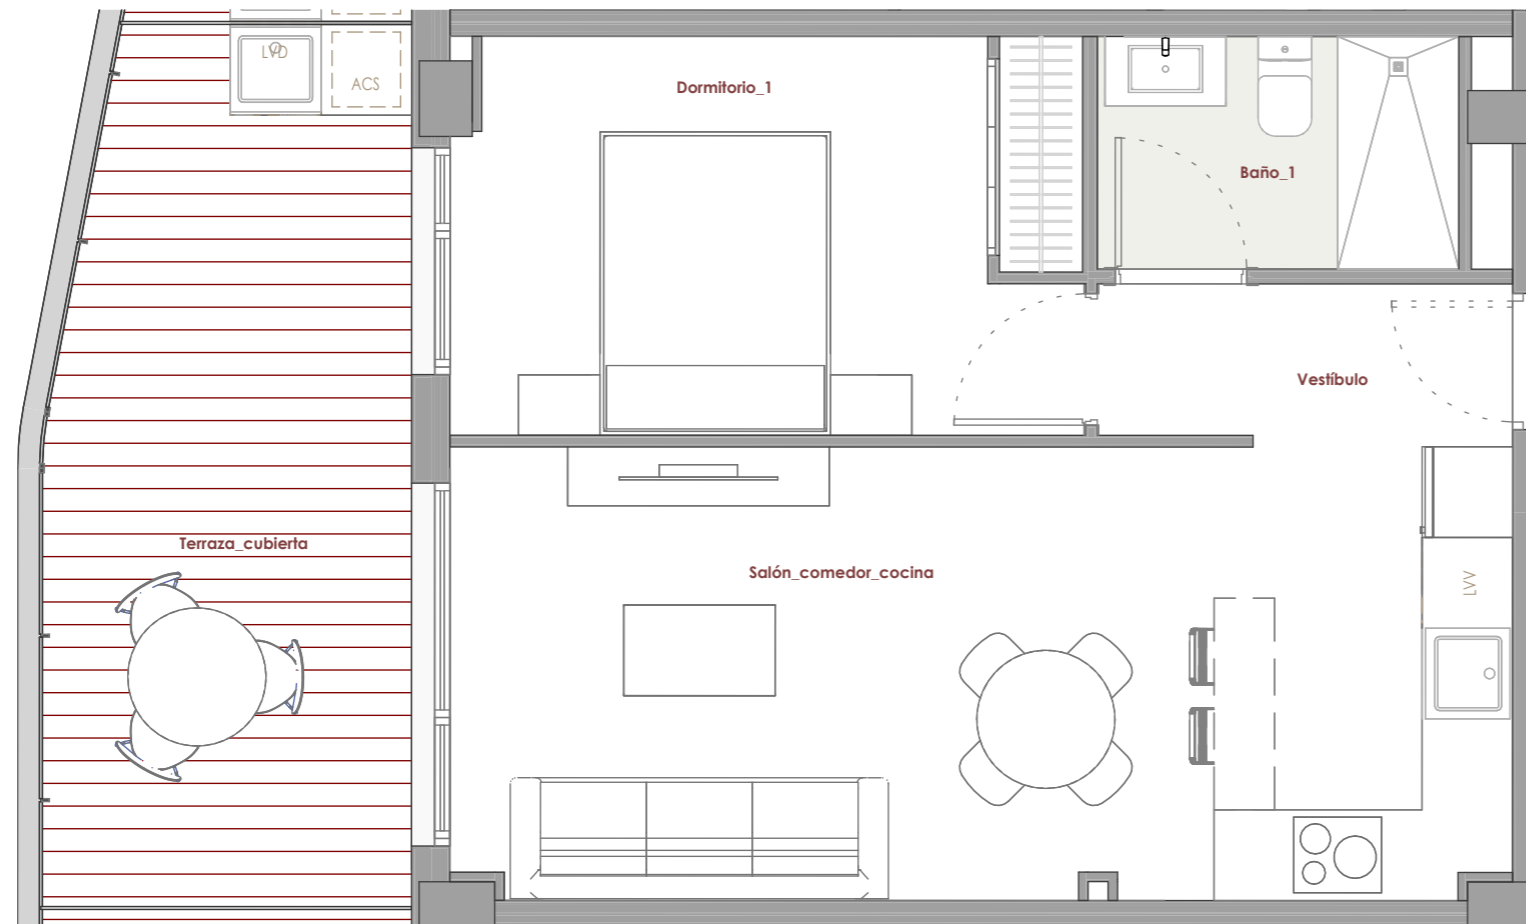 LVD
ACS
Dormitorio_1
Baño_1
Vestíbulo
Terraza_cubierta
Salón_comedor_cocina
LVV